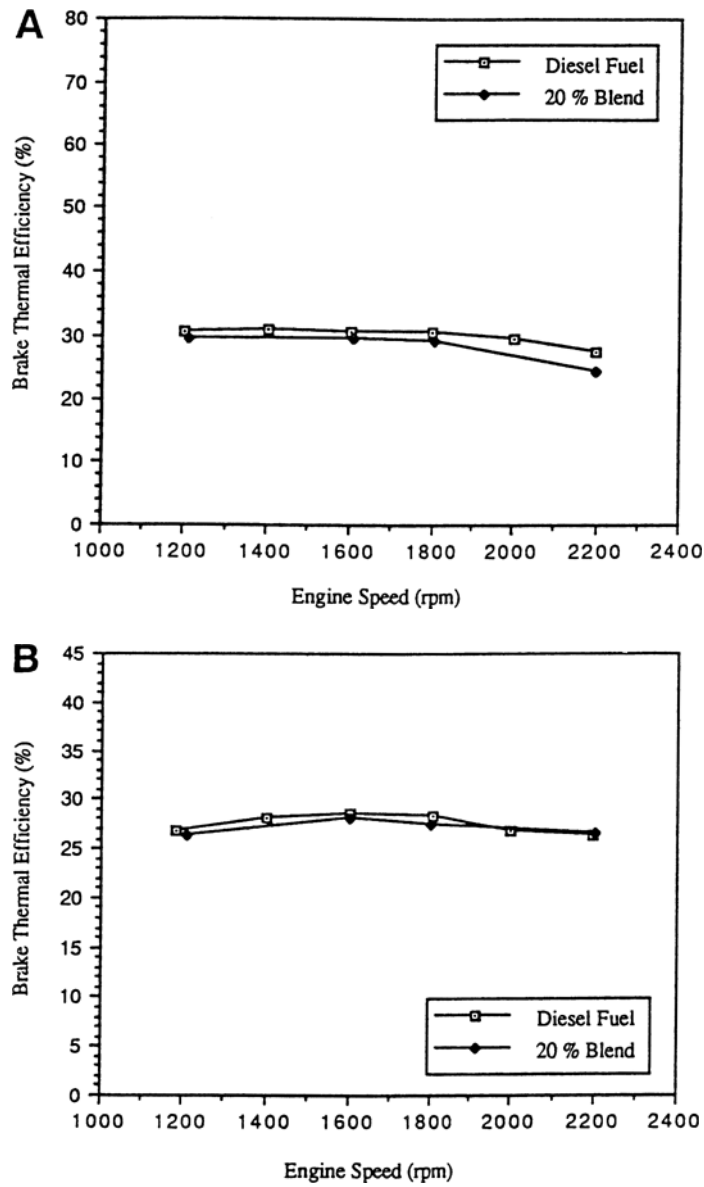 A
80
70
60
50
40
30
20
10
0
Brake Thermal Efficiency (%)
Diesel Fuel
20 % Blend
1000 1200 1400 1600 1800 2000 2200 2400
Engine Speed (rpm)
B
45
40
35
30
25
20
15
10
5
0
Brake Thermal Efficiency (%)
Diesel Fuel
20 % Blend
1000 1200 1400 1600 1800 2000 2200 2400
Engine Speed (rpm)